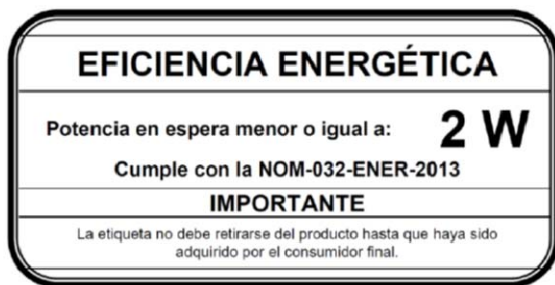 EFICIENCIA ENERGÉTICA
Potencia en espera menor o igual a: 2 W
Cumple con la NOM-032-ENER-2013
IMPORTANTE
La etiqueta no debe retirarse del producto hasta que haya sido
adquirido por el consumidor final.